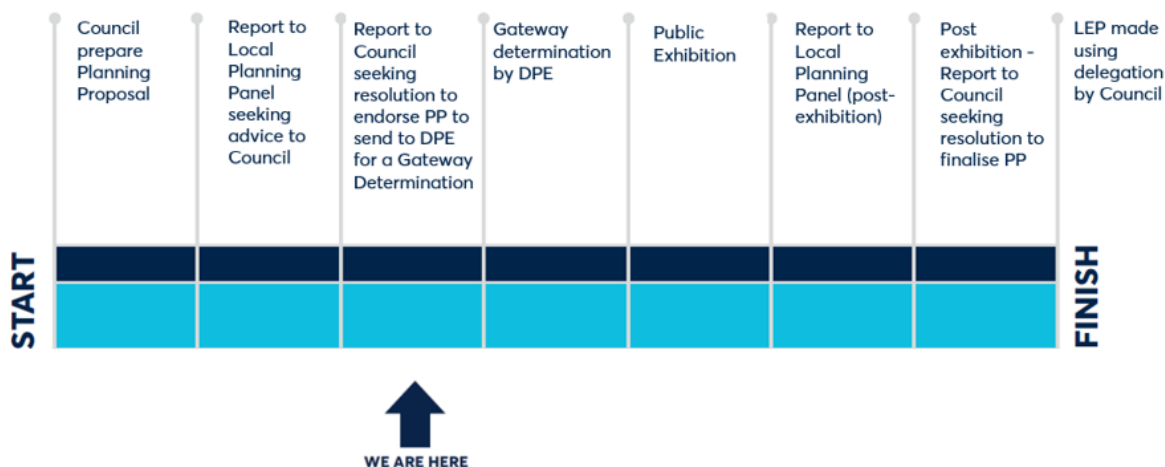 Council
prepare
Planning
Proposal
Report to
Local
Planning
Panel
seeking
advice to
Council
Report to
Council
seeking
resolution to
endorse PP to
send to DPE
for a Gateway
Determination
Gateway
determination
by DPE
Public
Exhibition
Report to
Local
Planning
Panel (post-
exhibition)
Post
exhibition -
Report to
Council
seeking
resolution to
finalise PP
LEP made
using
delegation
by Council
START
FINISH
WE ARE HERE